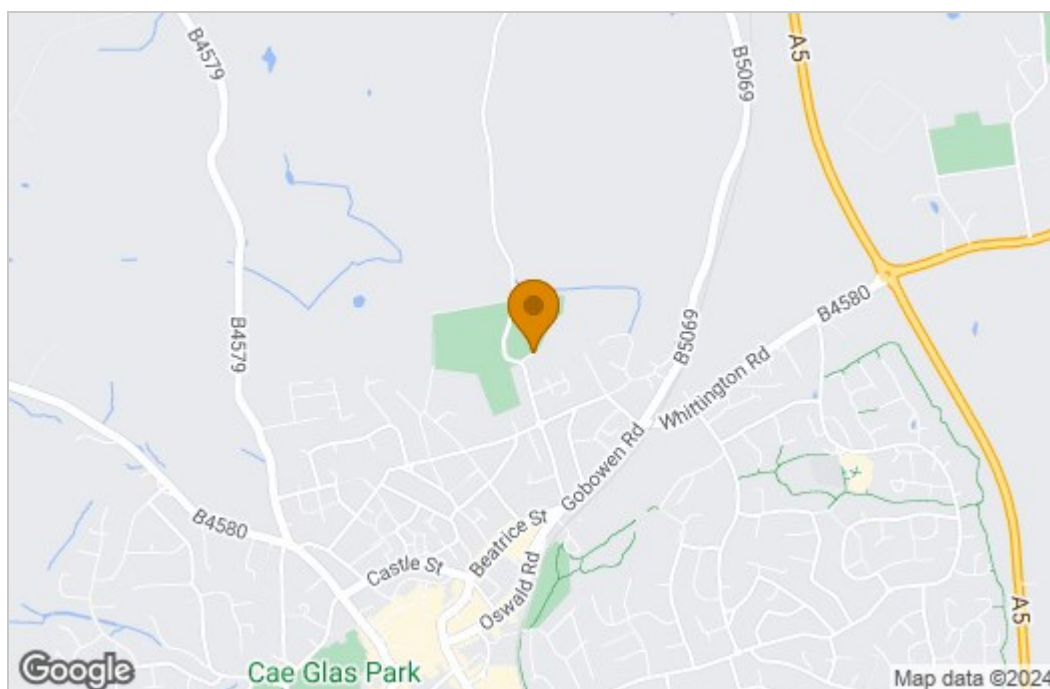 B4579
B5069
A5
B4580
B4579
B5069
Whittington Rd
Gobowen Rd
B4580
Beatrice St
Castle St
Oswald Rd
A5
Cae Glas Park
Google
Map data ©2024